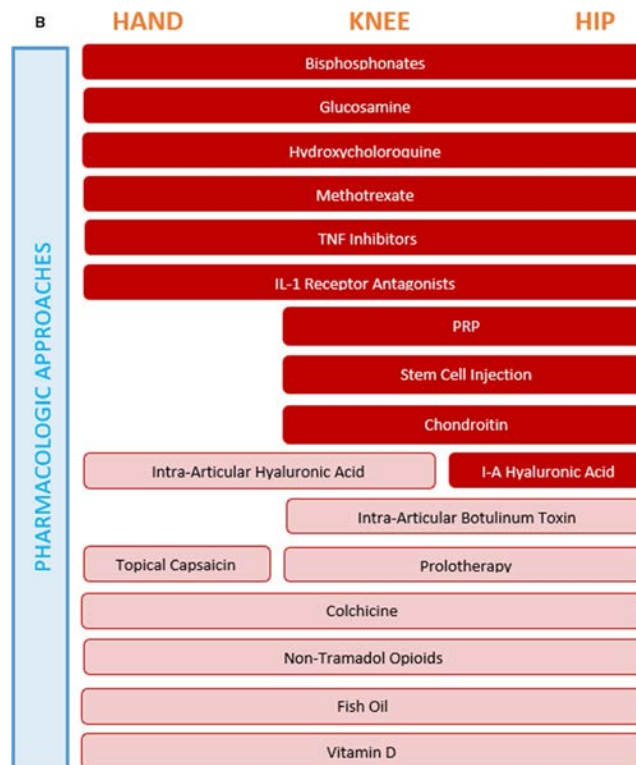 B
HAND KNEE HIP
PHARMACOLOGIC APPROACHES
Bisphosphonates
Glucosamine
Hydroxycholoroquine
Methotrexate
TNF Inhibitors
IL-1 Receptor Antagonists
PRP
Stem Cell Injection
Chondroitin
Intra-Articular Hyaluronic Acid I-A Hyaluronic Acid
Intra-Articular Botulinum Toxin
Topical Capsaicin Prolotherapy
Colchicine
Non-Tramadol Opioids
Fish Oil
Vitamin D